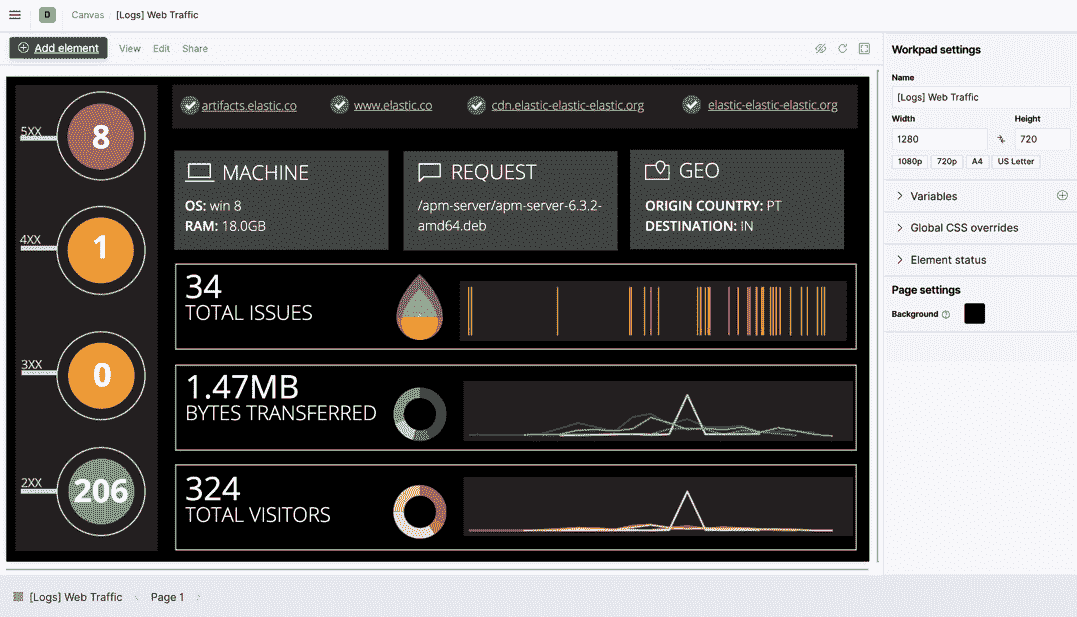 D Canvas [Logs] Web Traffic
Add element View Edit Share
5XX
8
4XX
1
3XX
0
2XX
206
artifacts.elastic.co www.elastic.co cdn.elastic-elastic-elastic.org elastic-elastic-elastic.org
MACHINE
OS: win 8
RAM: 18.0GB
REQUEST
/apm-server/apm-server-6.3.2-
amd64.deb
GEO
ORIGIN COUNTRY: PT
DESTINATION: IN
34
TOTAL ISSUES
1.47MB
BYTES TRANSFERRED
324
TOTAL VISITORS
Workpad settings
Name
[Logs] Web Traffic
Width Height
1280 720
1080p 720p A4 US Letter
Variables
Global CSS overrides
Element status
Page settings
Background
[Logs] Web Traffic Page 1